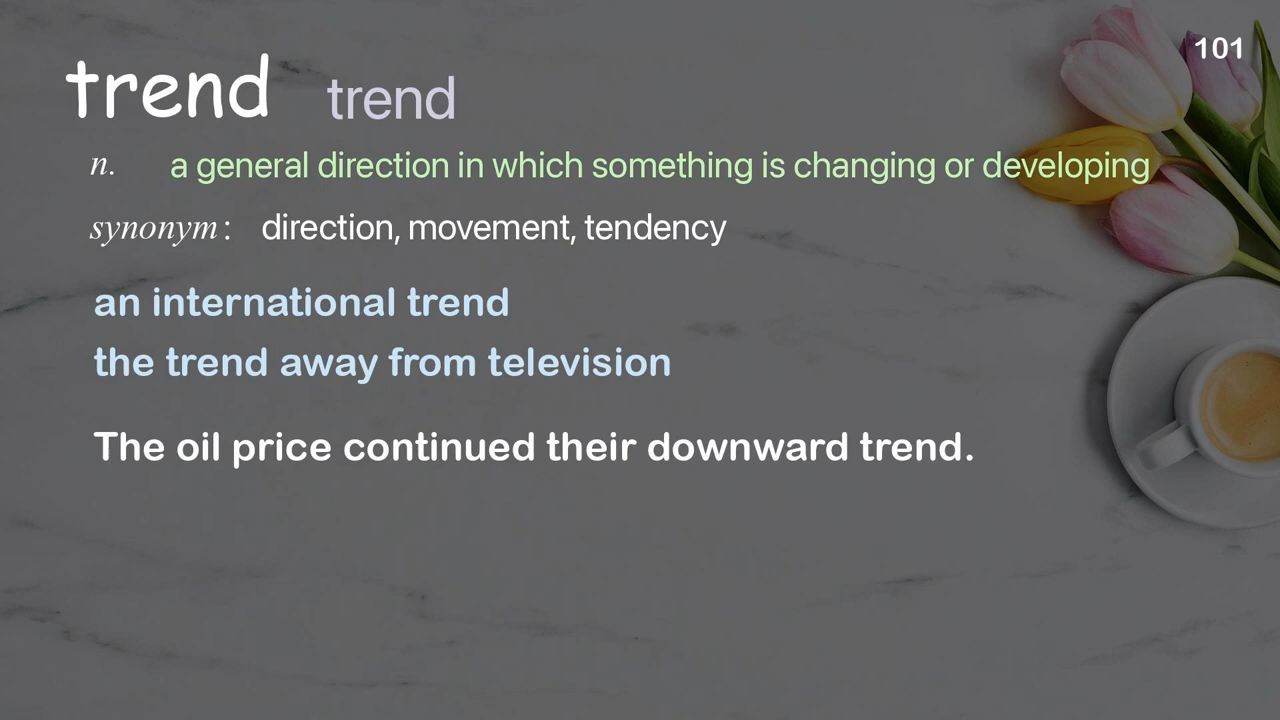 101
trend trend
n. a general direction in which something is changing or developing
synonym: direction, movement, tendency
an international trend
the trend away from television
The oil price continued their downward trend.